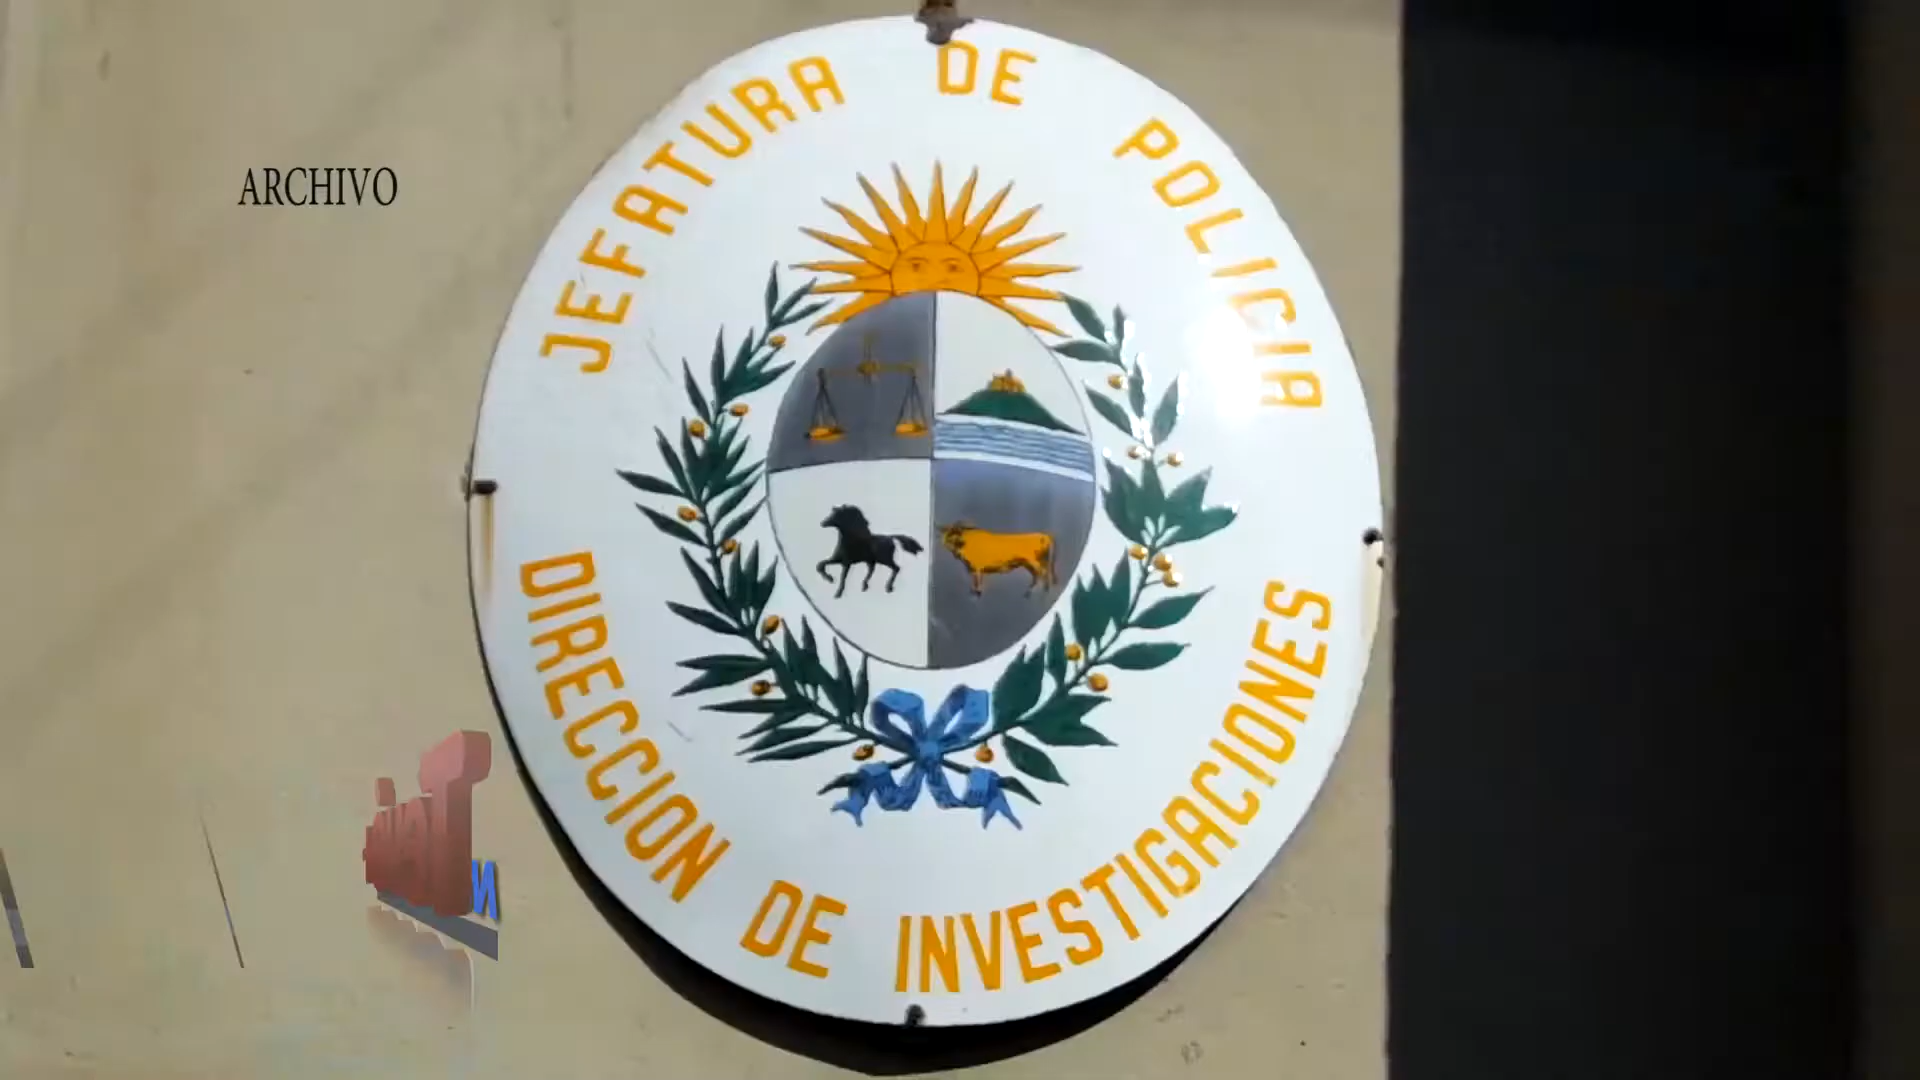 ARCHIVO
JEFATURA DE POLICIA
DIRECCION DE INVESTIGACIONES